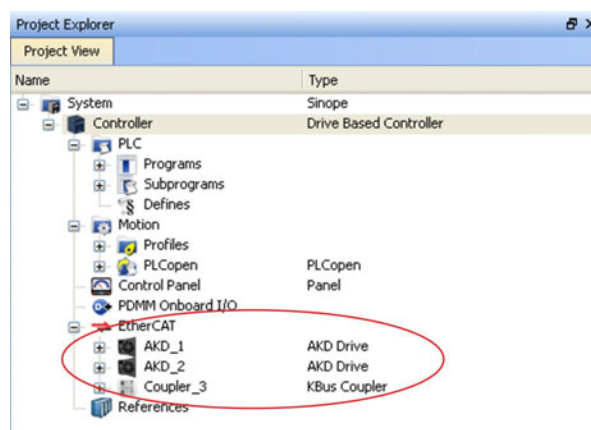 Project Explorer
Project View
Name Type
System Sinope
Controller Drive Based Controller
PLC
Programs
Subprograms
Defines
Motion
Profiles
PLCopen PLCopen
Control Panel Panel
PDMM Onboard I/O
EtherCAT
AKD_1 AKD Drive
AKD_2 AKD Drive
Coupler_3 KBus Coupler
References